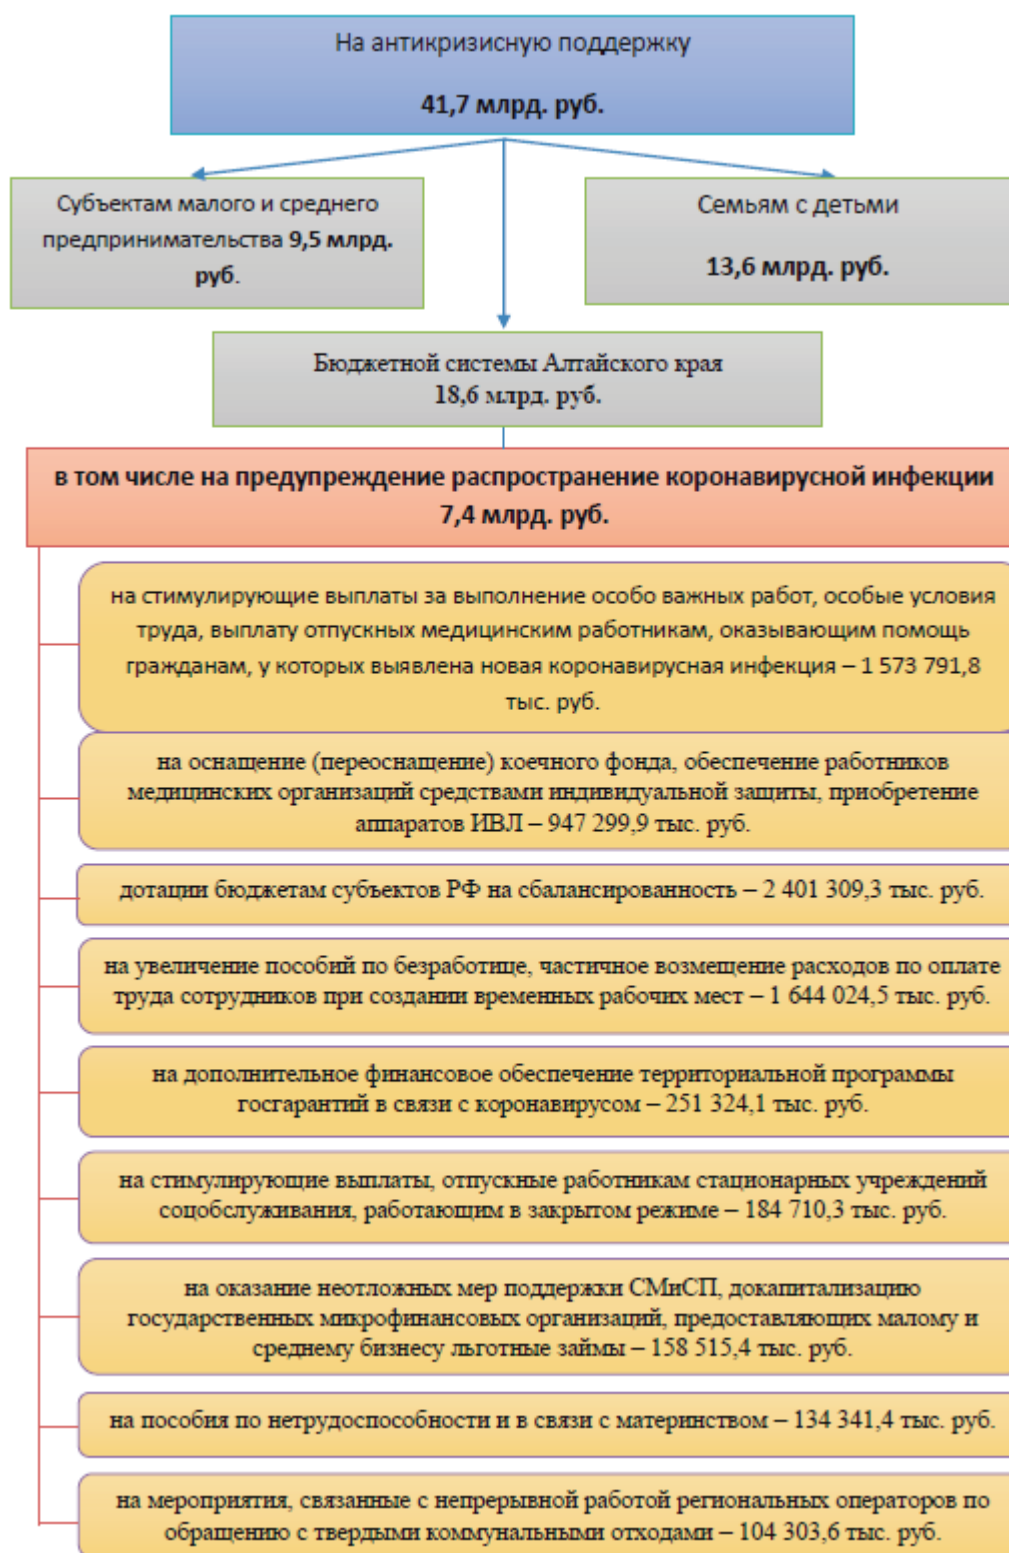 На антикризисную поддержку
41,7 млрд. руб.
Субъектам малого и среднего
предпринимательства 9,5 млрд.
руб.
Семьям с детьми
13,6 млрд. руб.
Бюджетной системы Алтайского края
18,6 млрд. руб.
в том числе на предупреждение распространение коронавирусной инфекции
7,4 млрд. руб.
на стимулирующие выплаты за выполнение особо важных работ, особые условия
труда, выплату отпускных медицинским работникам, оказывающим помощь
гражданам, у которых выявлена новая коронавирусная инфекция – 1 573 791,8
тыс. руб.
на оснащение (переоснащение) коечного фонда, обеспечение работников
медицинских организаций средствами индивидуальной защиты, приобретение
аппаратов ИВЛ – 947 299,9 тыс. руб.
дотации бюджетам субъектов РФ на сбалансированность – 2 401 309,3 тыс. руб.
на увеличение пособий по безработице, частичное возмещение расходов по оплате
труда сотрудников при создании временных рабочих мест – 1 644 024,5 тыс. руб.
на дополнительное финансовое обеспечение территориальной программы
госгарантий в связи с коронавирусом – 251 324,1 тыс. руб.
на стимулирующие выплаты, отпускные работникам стационарных учреждений
соцобслуживания, работающим в закрытом режиме – 184 710,3 тыс. руб.
на оказание неотложных мер поддержки СМиСП, докапитализацию
государственных микрофинансовых организаций, предоставляющих малому и
среднему бизнесу льготные займы – 158 515,4 тыс. руб.
на пособия по нетрудоспособности и в связи с материнством – 134 341,4 тыс. руб.
на мероприятия, связанные с непрерывной работой региональных операторов по
обращению с твердыми коммунальными отходами – 104 303,6 тыс. руб.